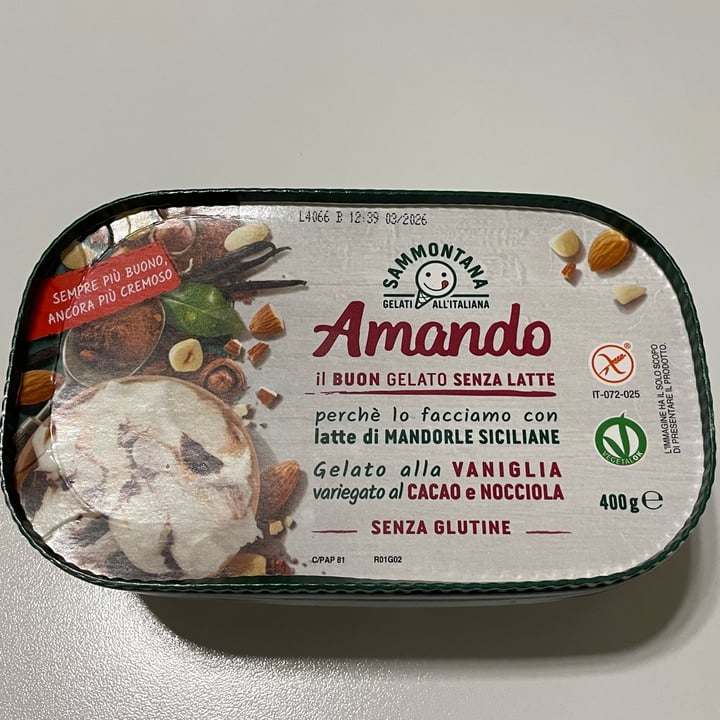 L4066 B 12:39 03/2026
SEMPRE PIÙ BUONO,
ANCORA PIÙ CREMOSO
SAMMONTANA
GELATI ALL'ITALIANA
Amando
il BUON GELATO SENZA LATTE
perchè lo facciamo con
latte di MANDORLE SICILIANE
Gelato alla VANIGLIA
variegato al CACAO e NOCCIOLA
SENZA GLUTINE
IT-072-025
VEGETALOK
L'IMMAGINE HA IL SOLO SCOPO
DI PRESENTARE IL PRODOTTO.
400g e
C/PAP 81 R01G02